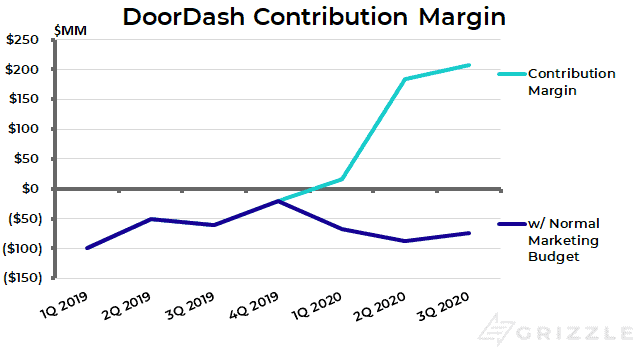 DoorDash Contribution Margin
$MM
$250
$200
$150
$100
$50
$0
($50)
($100)
($150)
1Q 2019
2Q 2019
3Q 2019
4Q 2019
1Q 2020
2Q 2020
3Q 2020
Contribution
Margin
w/ Normal
Marketing
Budget
GRIZZLE